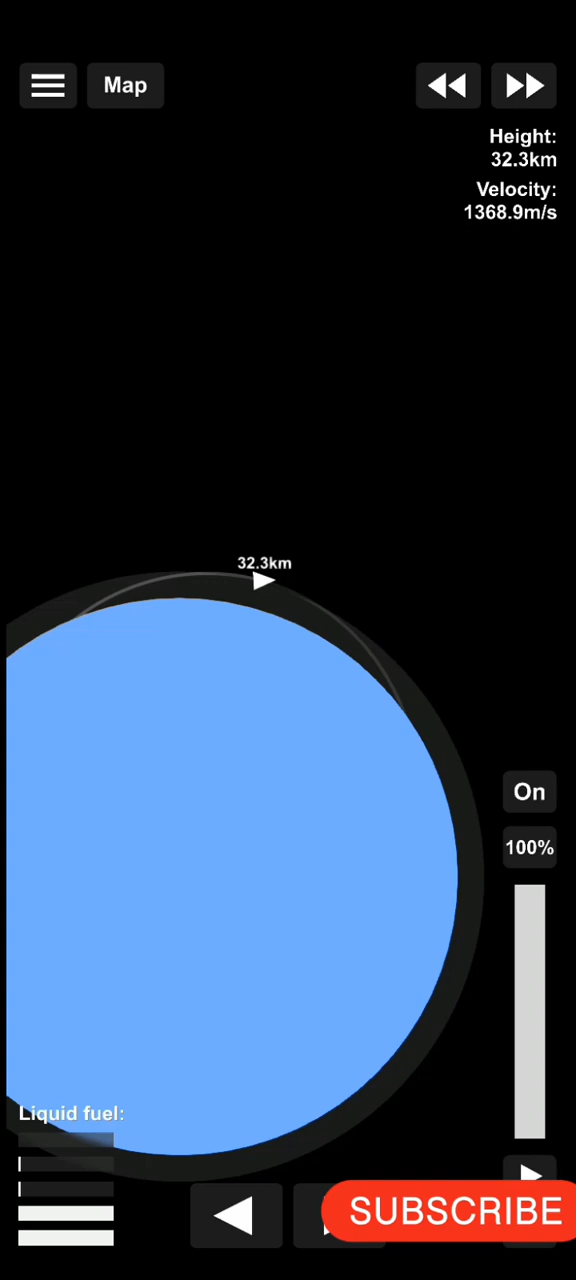 Map
Height:
32.3km
Velocity:
1368.9m/s
32.3km
On
100%
Liquid fuel:
SUBSCRIBE